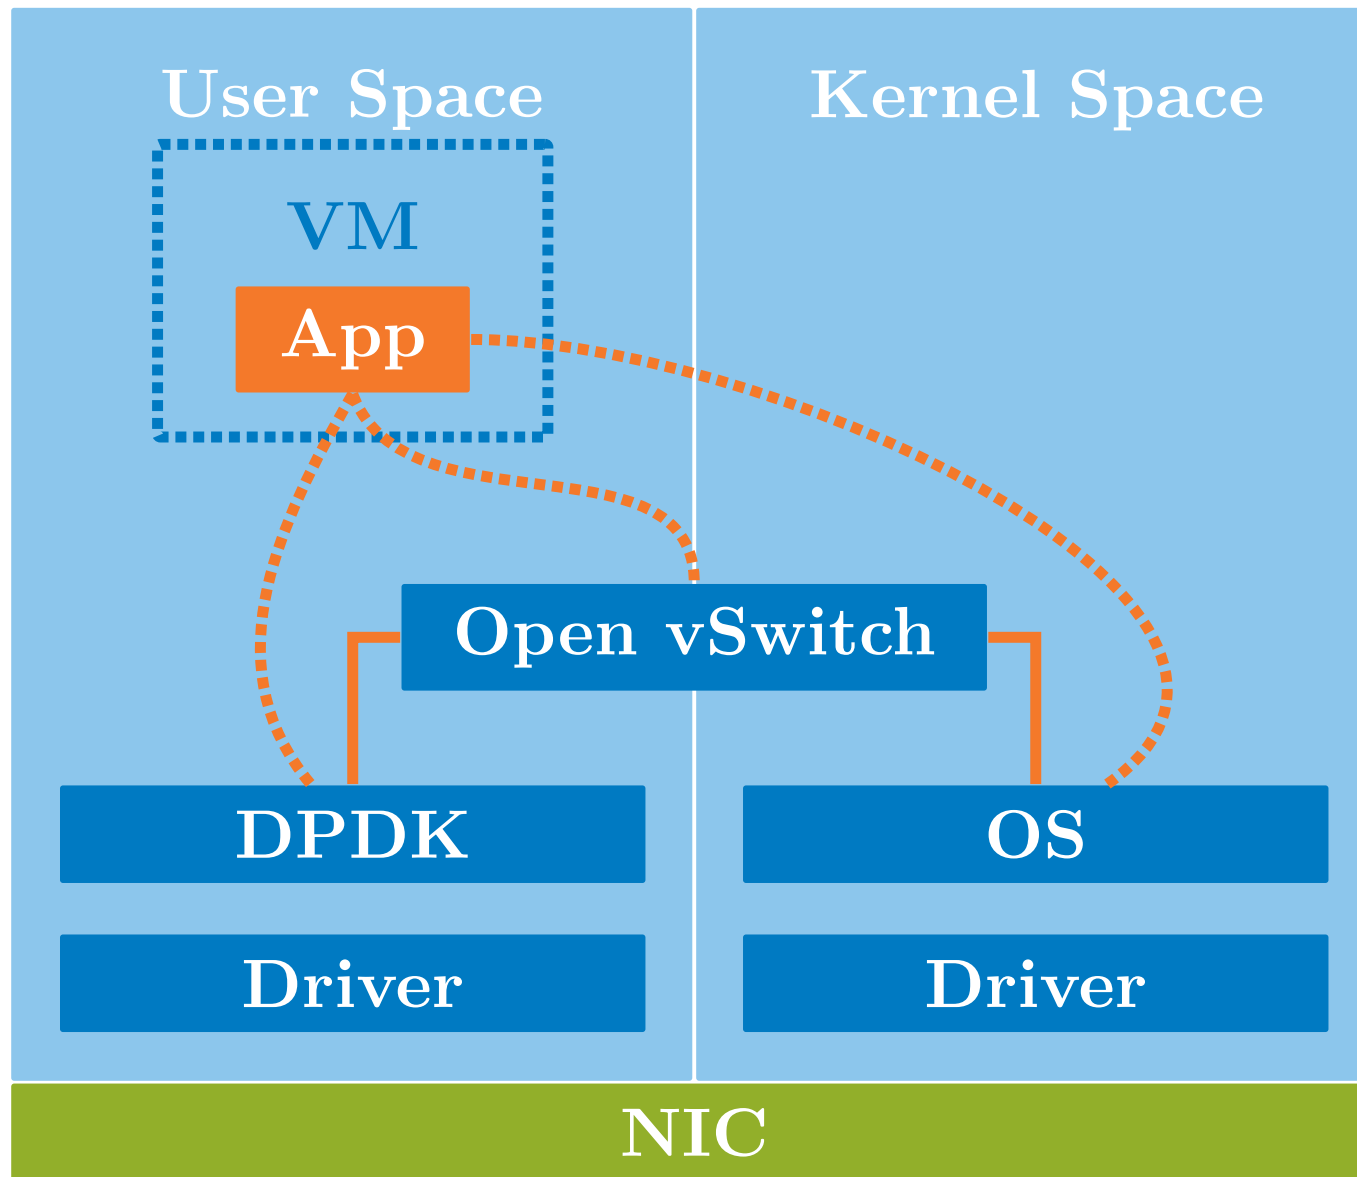 User Space
Kernel Space
VM
App
Open vSwitch
DPDK
OS
Driver
Driver
NIC